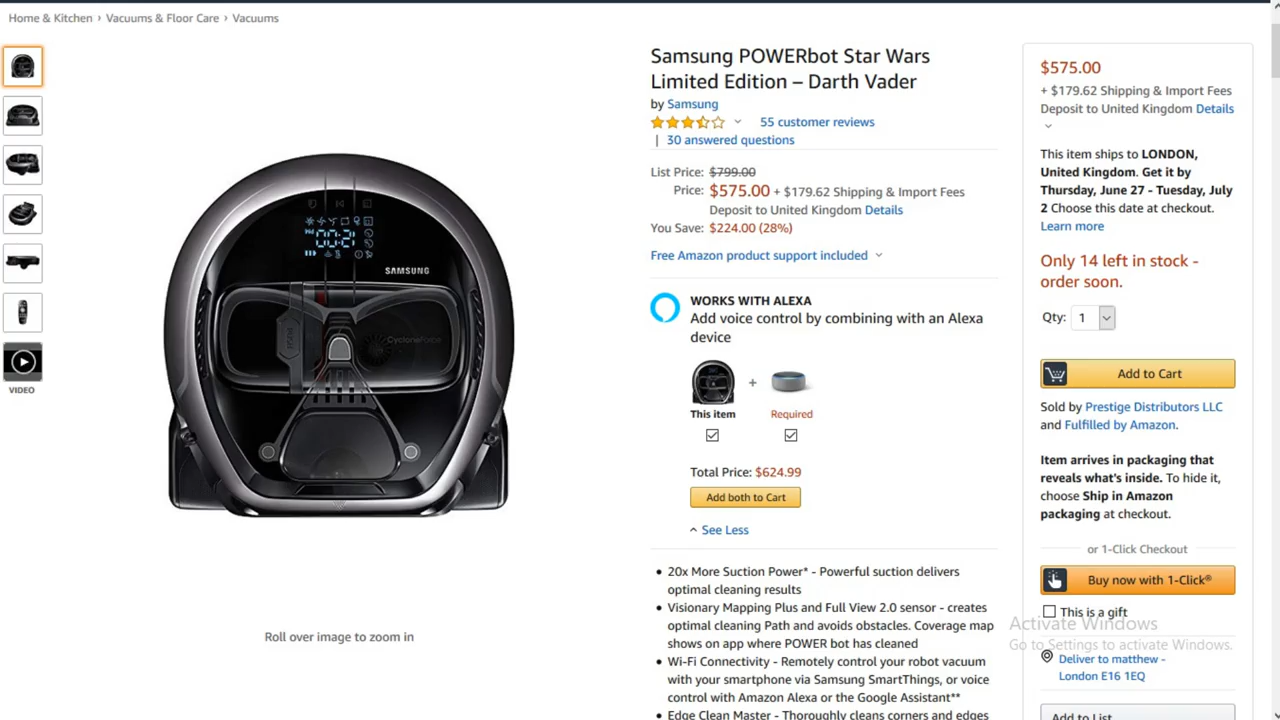 Home & Kitchen › Vacuums & Floor Care › Vacuums
VIDEO
00:21
SAMSUNG
CycloneForce
Roll over image to zoom in
Samsung POWERbot Star Wars
Limited Edition – Darth Vader
by Samsung
55 customer reviews
| 30 answered questions
List Price: $799.00
Price: $575.00 + $179.62 Shipping & Import Fees
Deposit to United Kingdom Details
You Save: $224.00 (28%)
Free Amazon product support included
WORKS WITH ALEXA
Add voice control by combining with an Alexa
device
+
This item
Required
Total Price: $624.99
Add both to Cart
See Less
• 20x More Suction Power* - Powerful suction delivers
optimal cleaning results
• Visionary Mapping Plus and Full View 2.0 sensor - creates
optimal cleaning Path and avoids obstacles. Coverage map
shows on app where POWER bot has cleaned
• Wi-Fi Connectivity - Remotely control your robot vacuum
with your smartphone via Samsung SmartThings, or voice
control with Amazon Alexa or the Google Assistant**
• Edge Clean Master - Thoroughly cleans corners and edges
$575.00
+ $179.62 Shipping & Import Fees
Deposit to United Kingdom Details
This item ships to LONDON,
United Kingdom. Get it by
Thursday, June 27 - Tuesday, July
2 Choose this date at checkout.
Learn more
Only 14 left in stock -
order soon.
Qty: 1
Add to Cart
Sold by Prestige Distributors LLC
and Fulfilled by Amazon.
Item arrives in packaging that
reveals what's inside. To hide it,
choose Ship in Amazon
packaging at checkout.
or 1-Click Checkout
Buy now with 1-Click®
This is a gift
Activate Windows
Go to Settings to activate Windows.
Deliver to matthew -
London E16 1EQ
Add to List